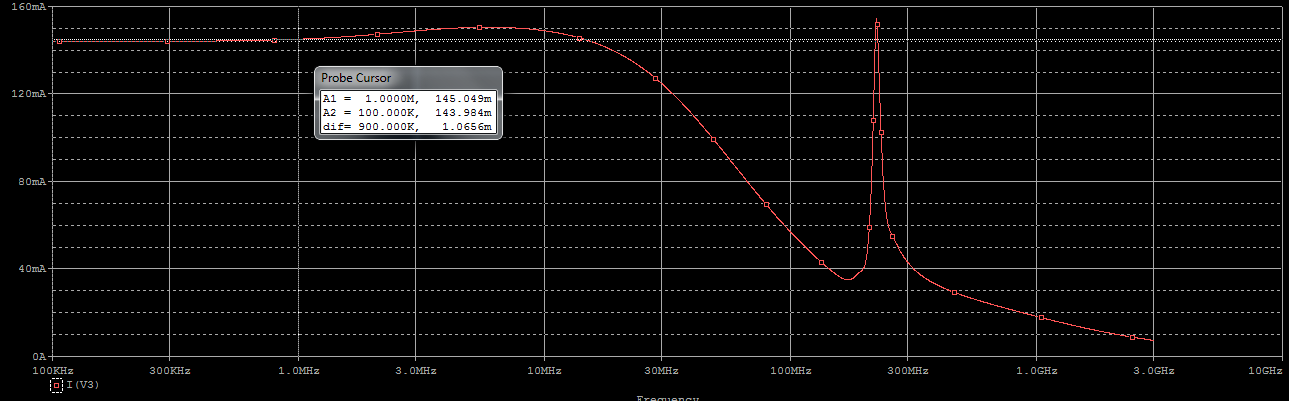 160mA
Probe Cursor
A1 = 1.0000M, 145.049m
A2 = 100.000K, 143.984m
dif= 900.000K, 1.0656m
120mA
80mA
40mA
0A
100KHz 300KHz 1.0MHz 3.0MHz 10MHz 30MHz 100MHz 300MHz 1.0GHz 3.0GHz 10GHz
I(V3)
Frequency